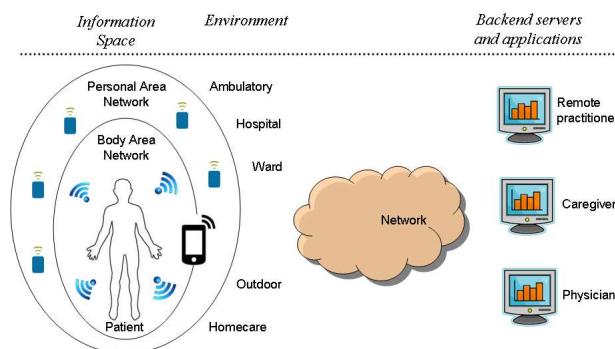 Information
Space
Environment
Backend servers
and applications
Personal Area
Network
Ambulatory
Hospital
Body Area
Network
Ward
Outdoor
Patient
Homecare
Network
Remote
practitione
Caregiver
Physician